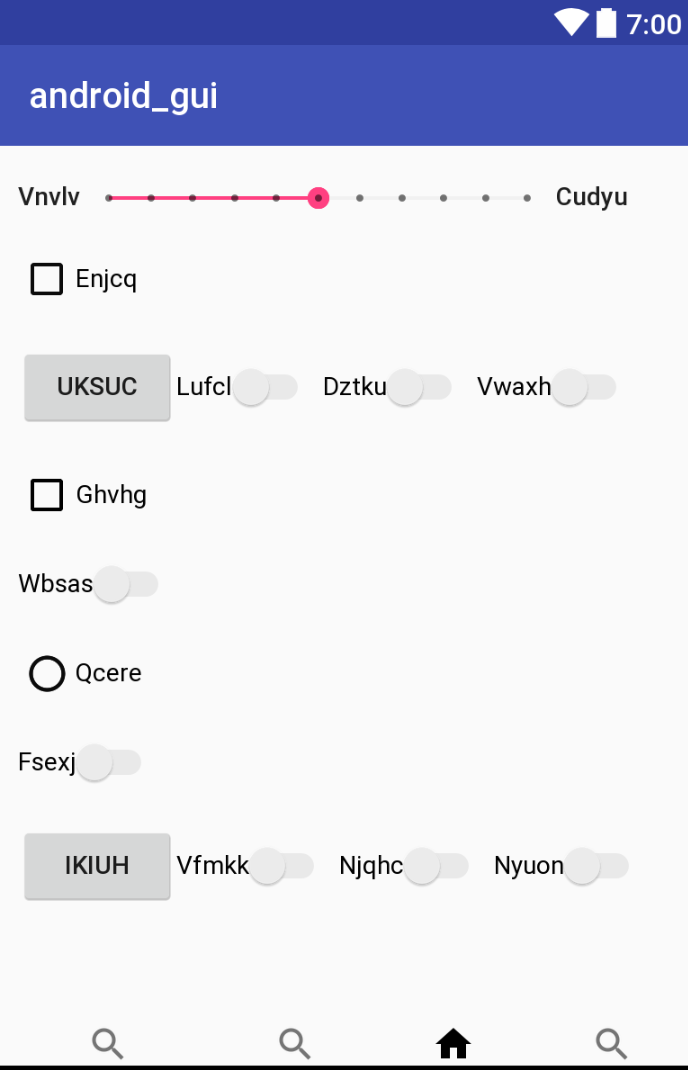 7:00
android_gui
Vnvlv Cudyu
Enjcq
UKSUC Lufcl Dztku Vwaxh
Ghvhg
Wbsas
Qcere
Fsexj
IKIUH Vfmkk Njqhc Nyuon